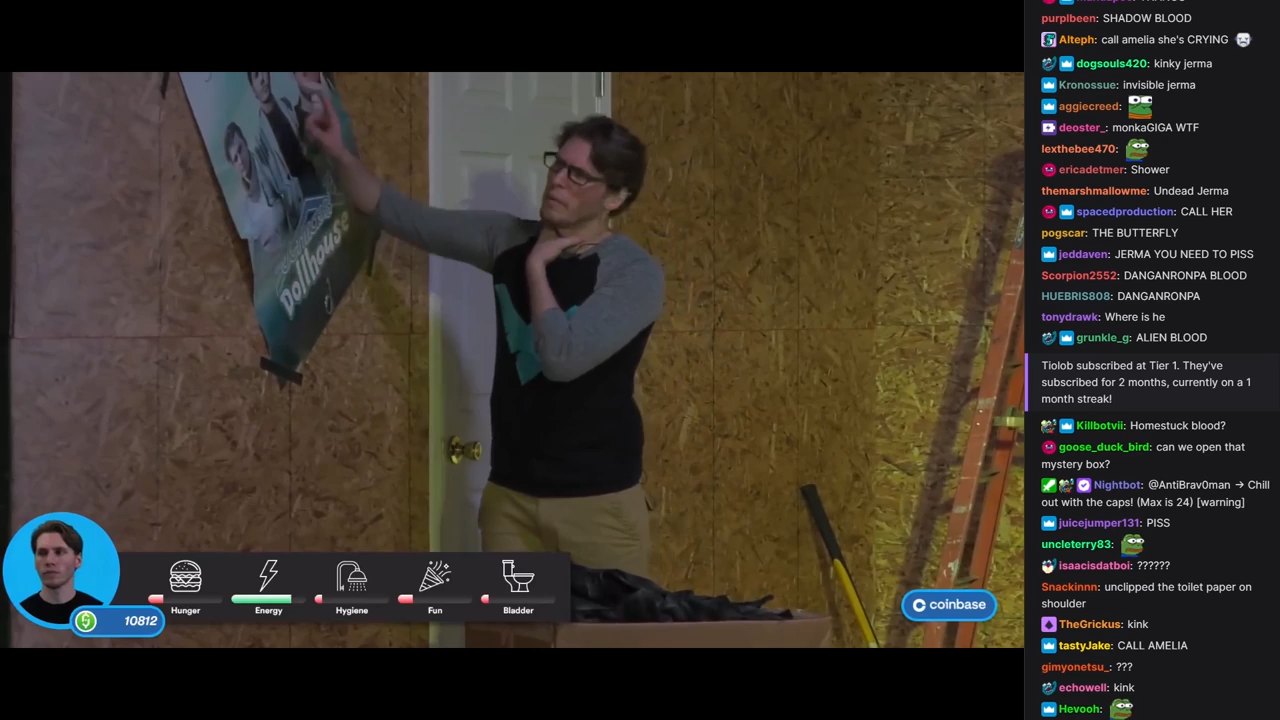 Dollhouse
Hunger
Energy
Hygiene
Fun
Bladder
10812
coinbase
purplbeen: SHADOW BLOOD
Alteph: call amelia she's CRYING
dogsouls420: kinky jerma
Kronossue: invisible jerma
aggiecreed:
deoster_: monkaGIGA WTF
lexthebee470:
ericadetmer: Shower
themarshmallowme: Undead Jerma
spacedproduction: CALL HER
pogscar: THE BUTTERFLY
jeddaven: JERMA YOU NEED TO PISS
Scorpion2552: DANGANRONPA BLOOD
HUEBRIS808: DANGANRONPA
tonydrawk: Where is he
grunkle_g: ALIEN BLOOD
Tiolob subscribed at Tier 1. They've
subscribed for 2 months, currently on a 1
month streak!
Killbotvii: Homestuck blood?
goose_duck_bird: can we open that
mystery box?
Nightbot: @AntiBrav0man → Chill
out with the caps! (Max is 24) [warning]
juicejumper131: PISS
uncleterry83:
isaacisdatboi: ??????
Snackinnn: unclipped the toilet paper on
shoulder
TheGrickus: kink
tastyJake: CALL AMELIA
gimyonetsu_: ???
echowell: kink
Hevooh: